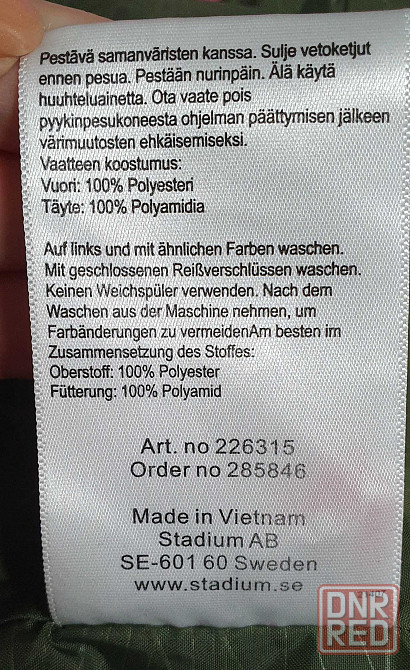 Pestävä samanväristen kanssa. Sulje vetoketjut
ennen pesua. Pestään nurinpäin. Älä käytä
huuhteluainetta. Ota vaate pois
pyykinpesukoneesta ohjelman päättymisen jälkeen
värimuutosten ehkäisemiseksi.
Vaatteen koostumus:
Vuori: 100% Polyesteri
Täyte: 100% Polyamidia
Auf links und mit ähnlichen Farben waschen.
Mit geschlossenen Reißverschlüssen waschen.
Keinen Weichspüler verwenden. Nach dem
Waschen aus der Maschine nehmen, um
Farbänderungen zu vermeidenAm besten im
Zusammensetzung des Stoffes:
Oberstoff: 100% Polyester
Fütterung: 100% Polyamid
Art. no 226315
Order no 285846
Made in Vietnam
Stadium AB
SE-601 60 Sweden
www.stadium.se
DNR
RED